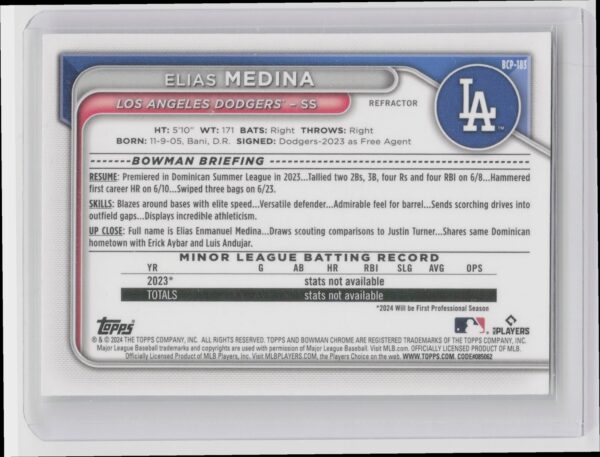 BCP-183
ELIAS MEDINA
LOS ANGELES DODGERS™ – SS
REFRACTOR
LA
HT: 5'10" WT: 171 BATS: Right THROWS: Right
BORN: 11-9-05, Bani, D.R. SIGNED: Dodgers-2023 as Free Agent
BOWMAN BRIEFING
RESUME: Premiered in Dominican Summer League in 2023...Tallied two 2Bs, 3B, four Rs and four RBI on 6/8...Hammered
first career HR on 6/10...Swiped three bags on 6/23.
SKILLS: Blazes around bases with elite speed...Versatile defender...Admirable feel for barrel...Sends scorching drives into
outfield gaps...Displays incredible athleticism.
UP CLOSE: Full name is Elias Enmanuel Medina...Draws scouting comparisons to Justin Turner...Shares same Dominican
hometown with Erick Aybar and Luis Andujar.
MINOR LEAGUE BATTING RECORD
YR G AB HR RBI SLG AVG OPS
2023* stats not available
TOTALS stats not available
*2024 Will be First Professional Season
Topps
PLAYERS
® & © 2024 THE TOPPS COMPANY, INC. ALL RIGHTS RESERVED. TOPPS AND BOWMAN CHROME ARE REGISTERED TRADEMARKS OF THE TOPPS COMPANY, INC.
Major League Baseball trademarks and copyrights are used with permission of Major League Baseball. Visit MLB.com. OFFICIALLY LICENSED PRODUCT OF MLB.
Officially Licensed Product of MLB Players, Inc. Visit MLBPLAYERS.COM, the Players Choice on the web. WWW.TOPPS.COM. CODE#085062